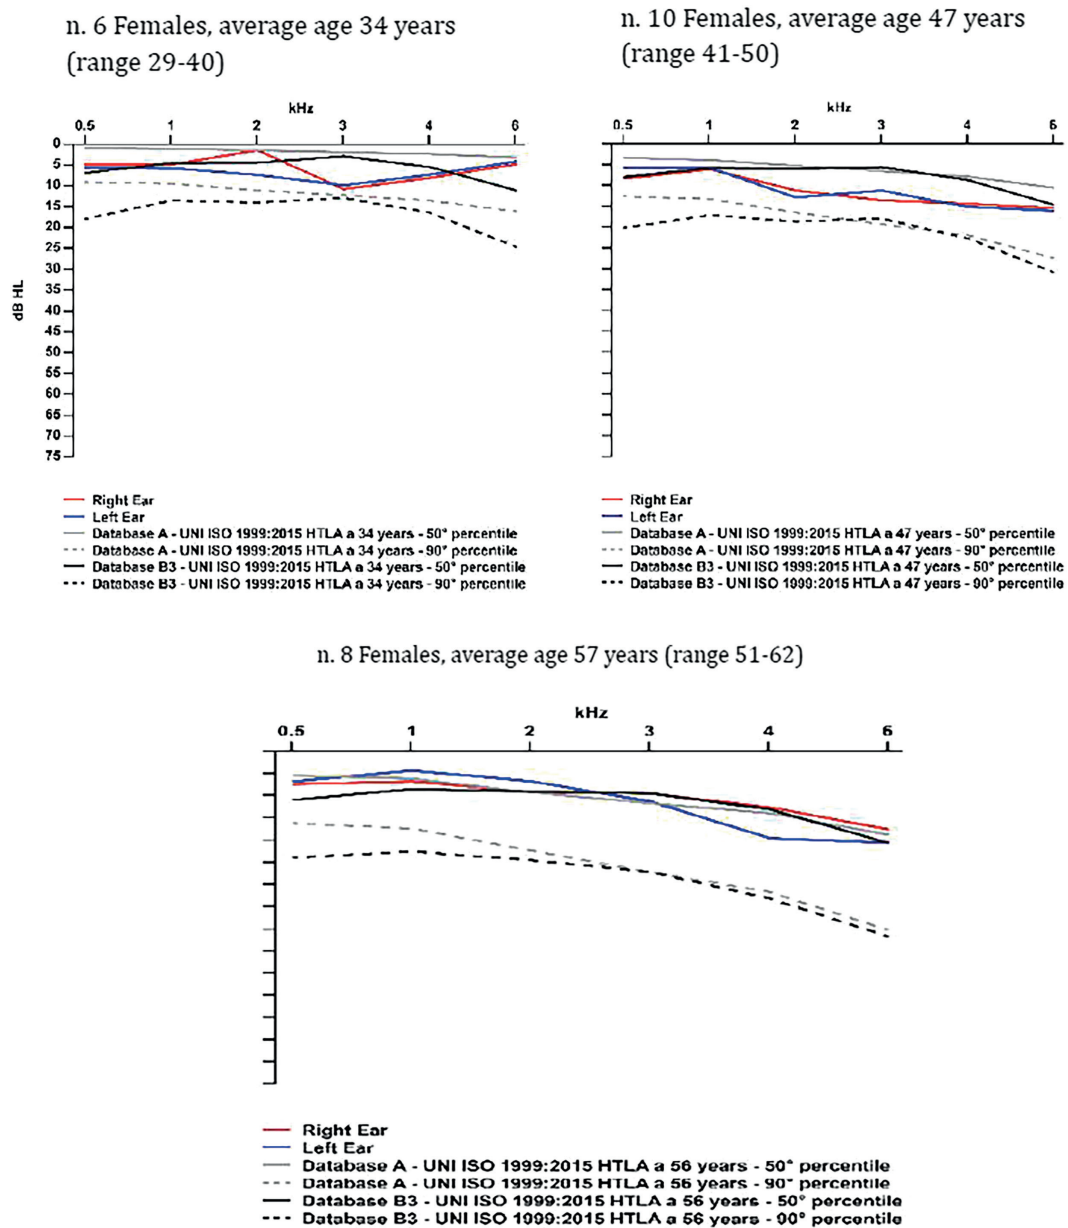 n. 6 Females, average age 34 years
(range 29-40)
kHz
0.5 1 2 3 4 6
0
5
10
15
20
25
30
35
40
45
50
55
60
65
70
75
dB HL
Right Ear
Left Ear
Database A - UNI ISO 1999:2015 HTLA a 34 years - 50° percentile
Database A - UNI ISO 1999:2015 HTLA a 34 years - 90° percentile
Database B3 - UNI ISO 1999:2015 HTLA a 34 years - 50° percentile
Database B3 - UNI ISO 1999:2015 HTLA a 34 years - 90° percentile
n. 10 Females, average age 47 years
(range 41-50)
kHz
0.5 1 2 3 4 6
Right Ear
Left Ear
Database A - UNI ISO 1999:2015 HTLA a 47 years - 50° percentile
Database A - UNI ISO 1999:2015 HTLA a 47 years - 90° percentile
Database B3 - UNI ISO 1999:2015 HTLA a 47 years - 50° percentile
Database B3 - UNI ISO 1999:2015 HTLA a 47 years - 90° percentile
n. 8 Females, average age 57 years (range 51-62)
kHz
0.5 1 2 3 4 6
Right Ear
Left Ear
Database A - UNI ISO 1999:2015 HTLA a 56 years - 50° percentile
Database A - UNI ISO 1999:2015 HTLA a 56 years - 90° percentile
Database B3 - UNI ISO 1999:2015 HTLA a 56 years - 50° percentile
Database B3 - UNI ISO 1999:2015 HTLA a 56 years - 90° percentile